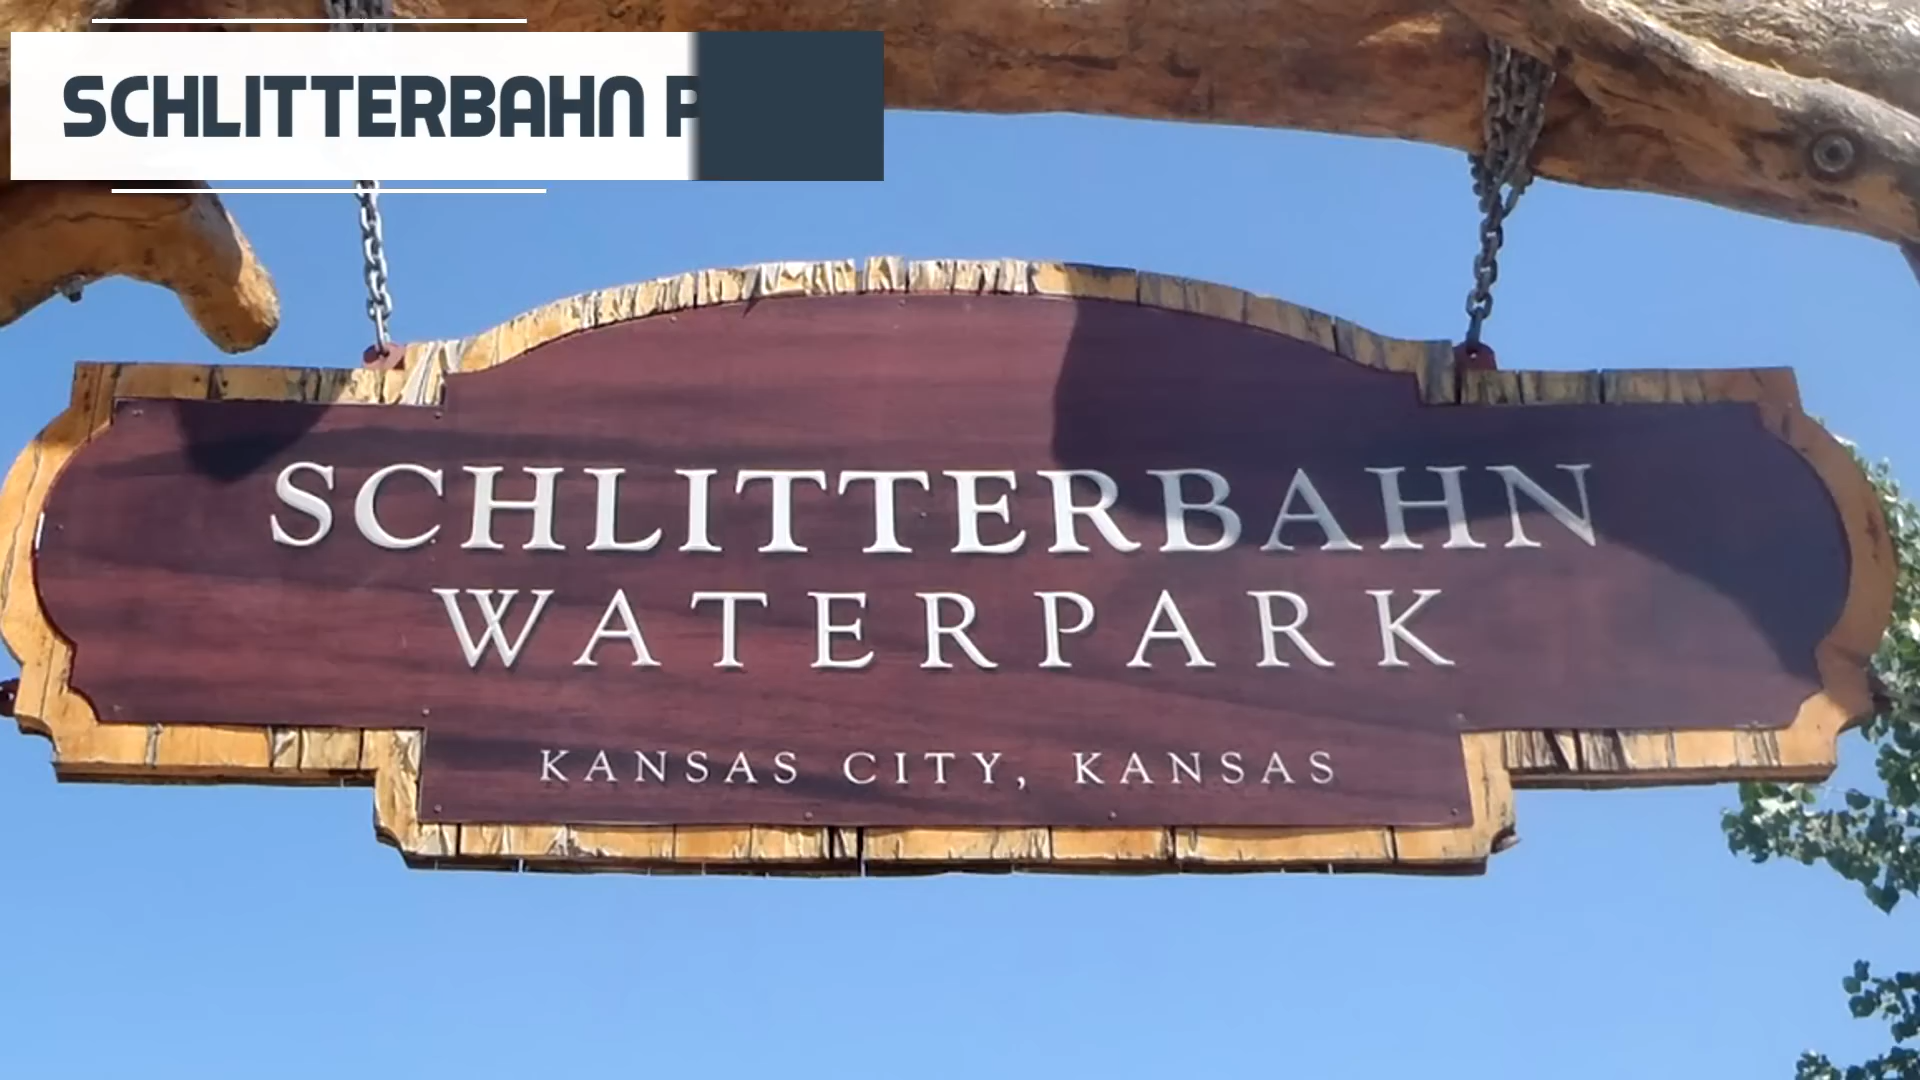 SCHLITTERBAHN
SCHLITTERBAHN
WATERPARK
KANSAS CITY, KANSAS